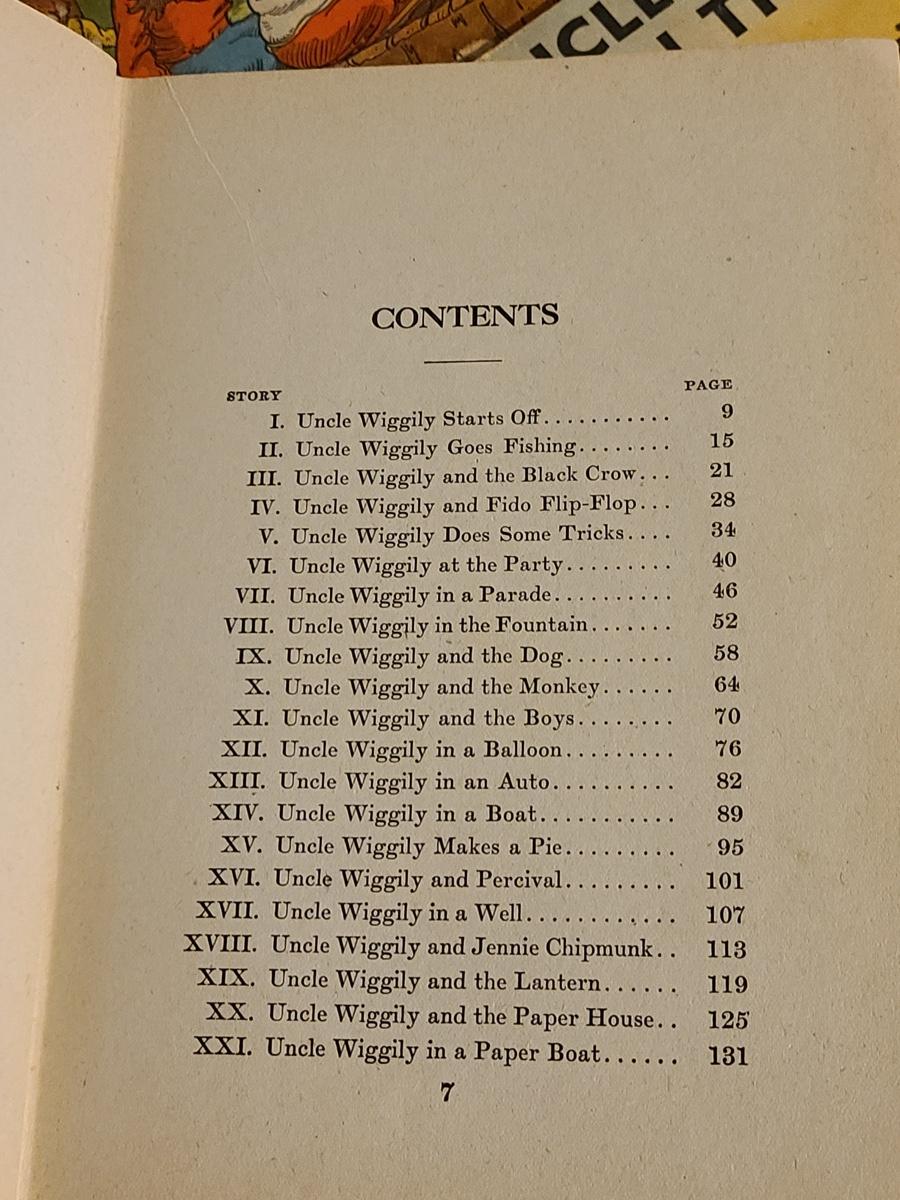 CONTENTS
STORY PAGE
I. Uncle Wiggily Starts Off........... 9
II. Uncle Wiggily Goes Fishing........ 15
III. Uncle Wiggily and the Black Crow... 21
IV. Uncle Wiggily and Fido Flip-Flop... 28
V. Uncle Wiggily Does Some Tricks.... 34
VI. Uncle Wiggily at the Party......... 40
VII. Uncle Wiggily in a Parade.......... 46
VIII. Uncle Wiggily in the Fountain....... 52
IX. Uncle Wiggily and the Dog......... 58
X. Uncle Wiggily and the Monkey...... 64
XI. Uncle Wiggily and the Boys........ 70
XII. Uncle Wiggily in a Balloon......... 76
XIII. Uncle Wiggily in an Auto.......... 82
XIV. Uncle Wiggily in a Boat........... 89
XV. Uncle Wiggily Makes a Pie......... 95
XVI. Uncle Wiggily and Percival......... 101
XVII. Uncle Wiggily in a Well............ 107
XVIII. Uncle Wiggily and Jennie Chipmunk.. 113
XIX. Uncle Wiggily and the Lantern...... 119
XX. Uncle Wiggily and the Paper House.. 125
XXI. Uncle Wiggily in a Paper Boat...... 131
7